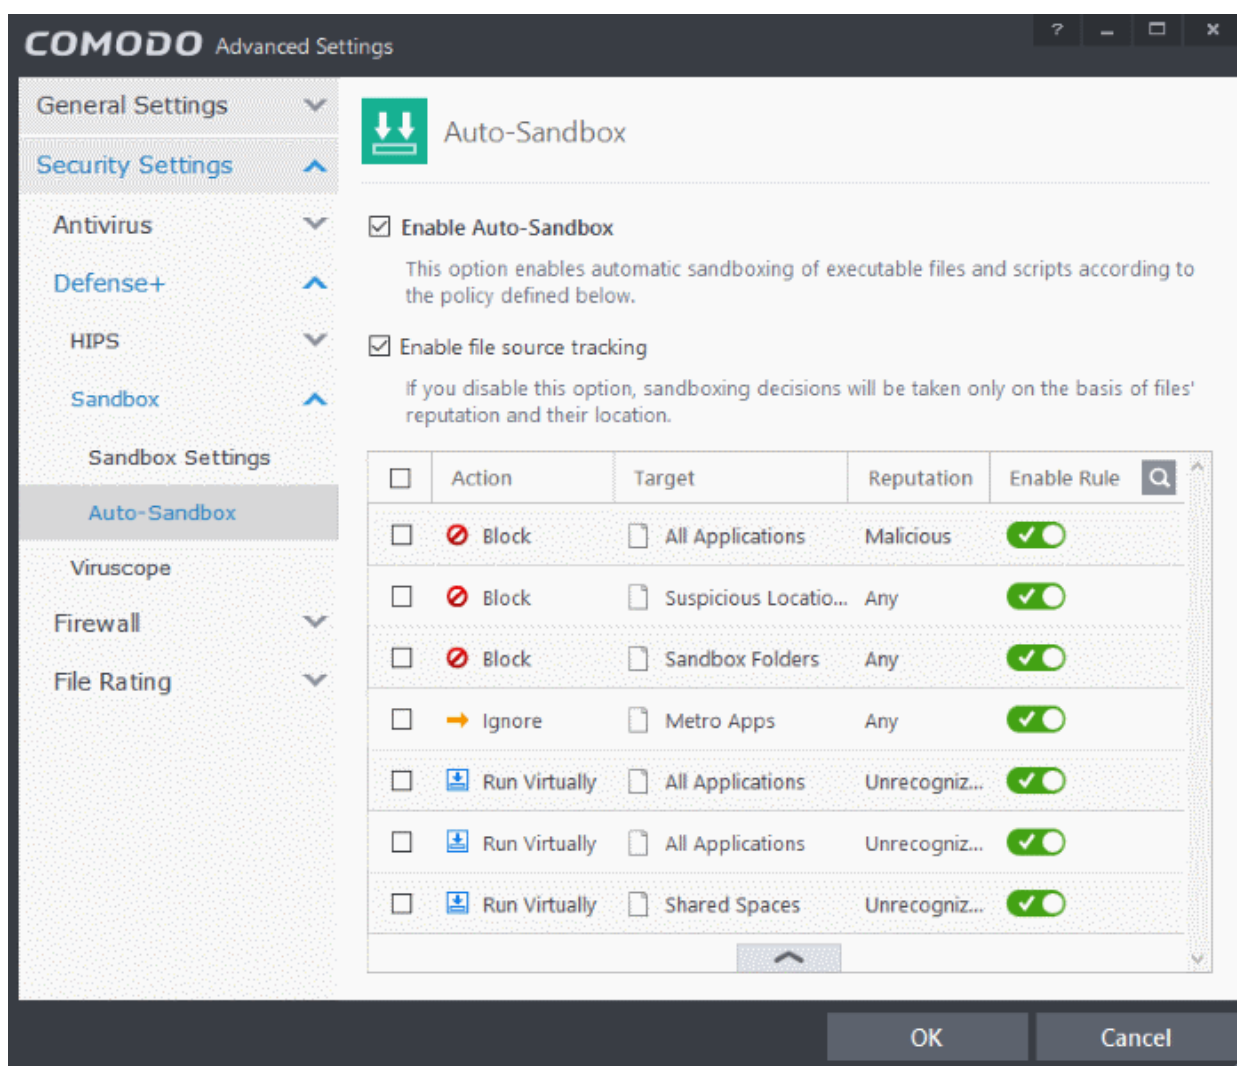 COMODO Advanced Settings
?
General Settings
Security Settings
Antivirus
Defense+
HIPS
Sandbox
Sandbox Settings
Auto-Sandbox
Viruscope
Firewall
File Rating
Auto-Sandbox
Enable Auto-Sandbox
This option enables automatic sandboxing of executable files and scripts according to
the policy defined below.
Enable file source tracking
If you disable this option, sandboxing decisions will be taken only on the basis of files'
reputation and their location.
Action Target Reputation Enable Rule
Block All Applications Malicious
Block Suspicious Locatio... Any
Block Sandbox Folders Any
Ignore Metro Apps Any
Run Virtually All Applications Unrecogniz...
Run Virtually All Applications Unrecogniz...
Run Virtually Shared Spaces Unrecogniz...
OK Cancel